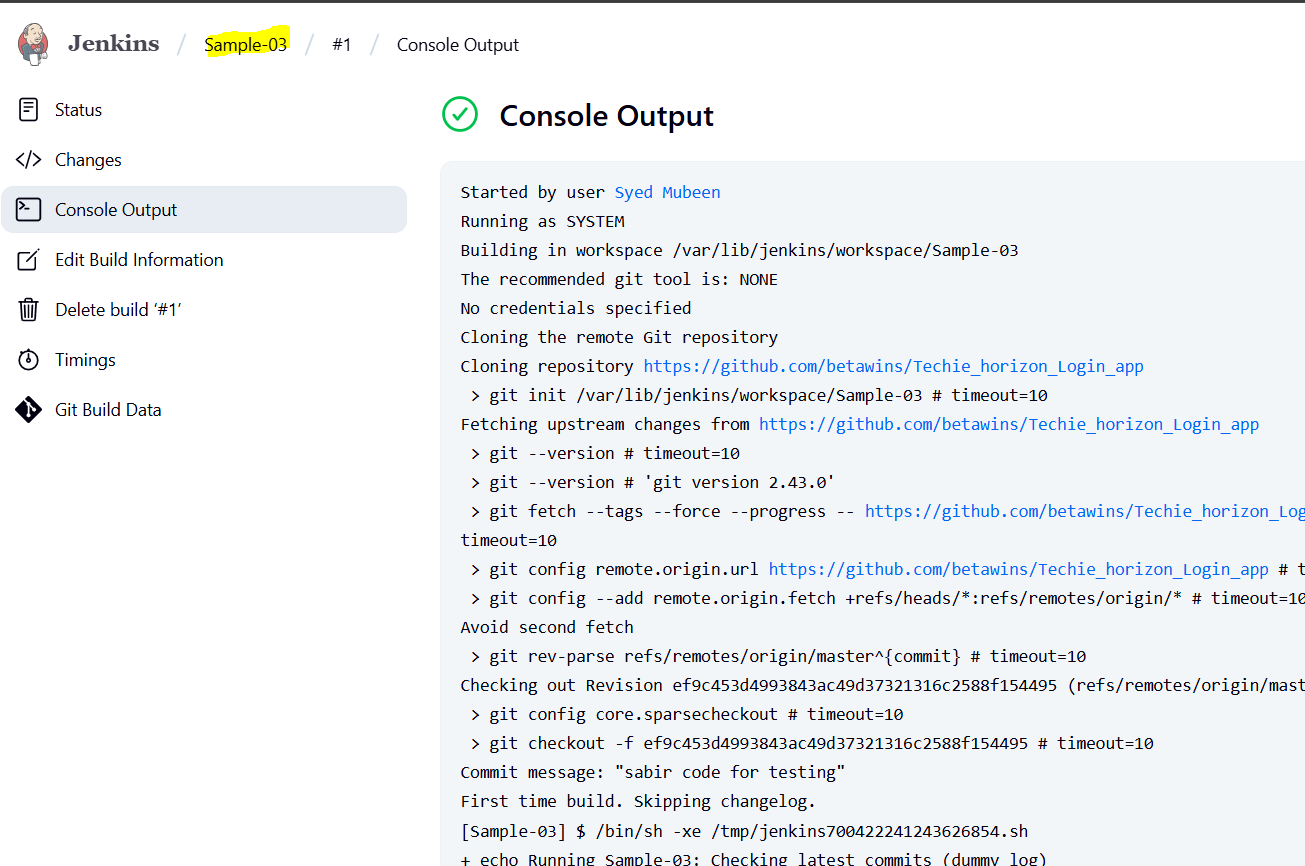 Jenkins / Sample-03 / #1 / Console Output
Status
Changes
Console Output
Edit Build Information
Delete build ‘#1’
Timings
Git Build Data
Console Output
Started by user Syed Mubeen
Running as SYSTEM
Building in workspace /var/lib/jenkins/workspace/Sample-03
The recommended git tool is: NONE
No credentials specified
Cloning the remote Git repository
Cloning repository https://github.com/betawins/Techie_horizon_Login_app
> git init /var/lib/jenkins/workspace/Sample-03 # timeout=10
Fetching upstream changes from https://github.com/betawins/Techie_horizon_Login_app
> git --version # timeout=10
> git --version # 'git version 2.43.0'
> git fetch --tags --force --progress -- https://github.com/betawins/Techie_horizon_Log
timeout=10
> git config remote.origin.url https://github.com/betawins/Techie_horizon_Login_app # t
> git config --add remote.origin.fetch +refs/heads/*:refs/remotes/origin/* # timeout=10
Avoid second fetch
> git rev-parse refs/remotes/origin/master^{commit} # timeout=10
Checking out Revision ef9c453d4993843ac49d37321316c2588f154495 (refs/remotes/origin/mast
> git config core.sparsecheckout # timeout=10
> git checkout -f ef9c453d4993843ac49d37321316c2588f154495 # timeout=10
Commit message: "sabir code for testing"
First time build. Skipping changelog.
[Sample-03] $ /bin/sh -xe /tmp/jenkins700422241243626854.sh
+ echo Running Sample-03: Checking latest commits (dummy log)